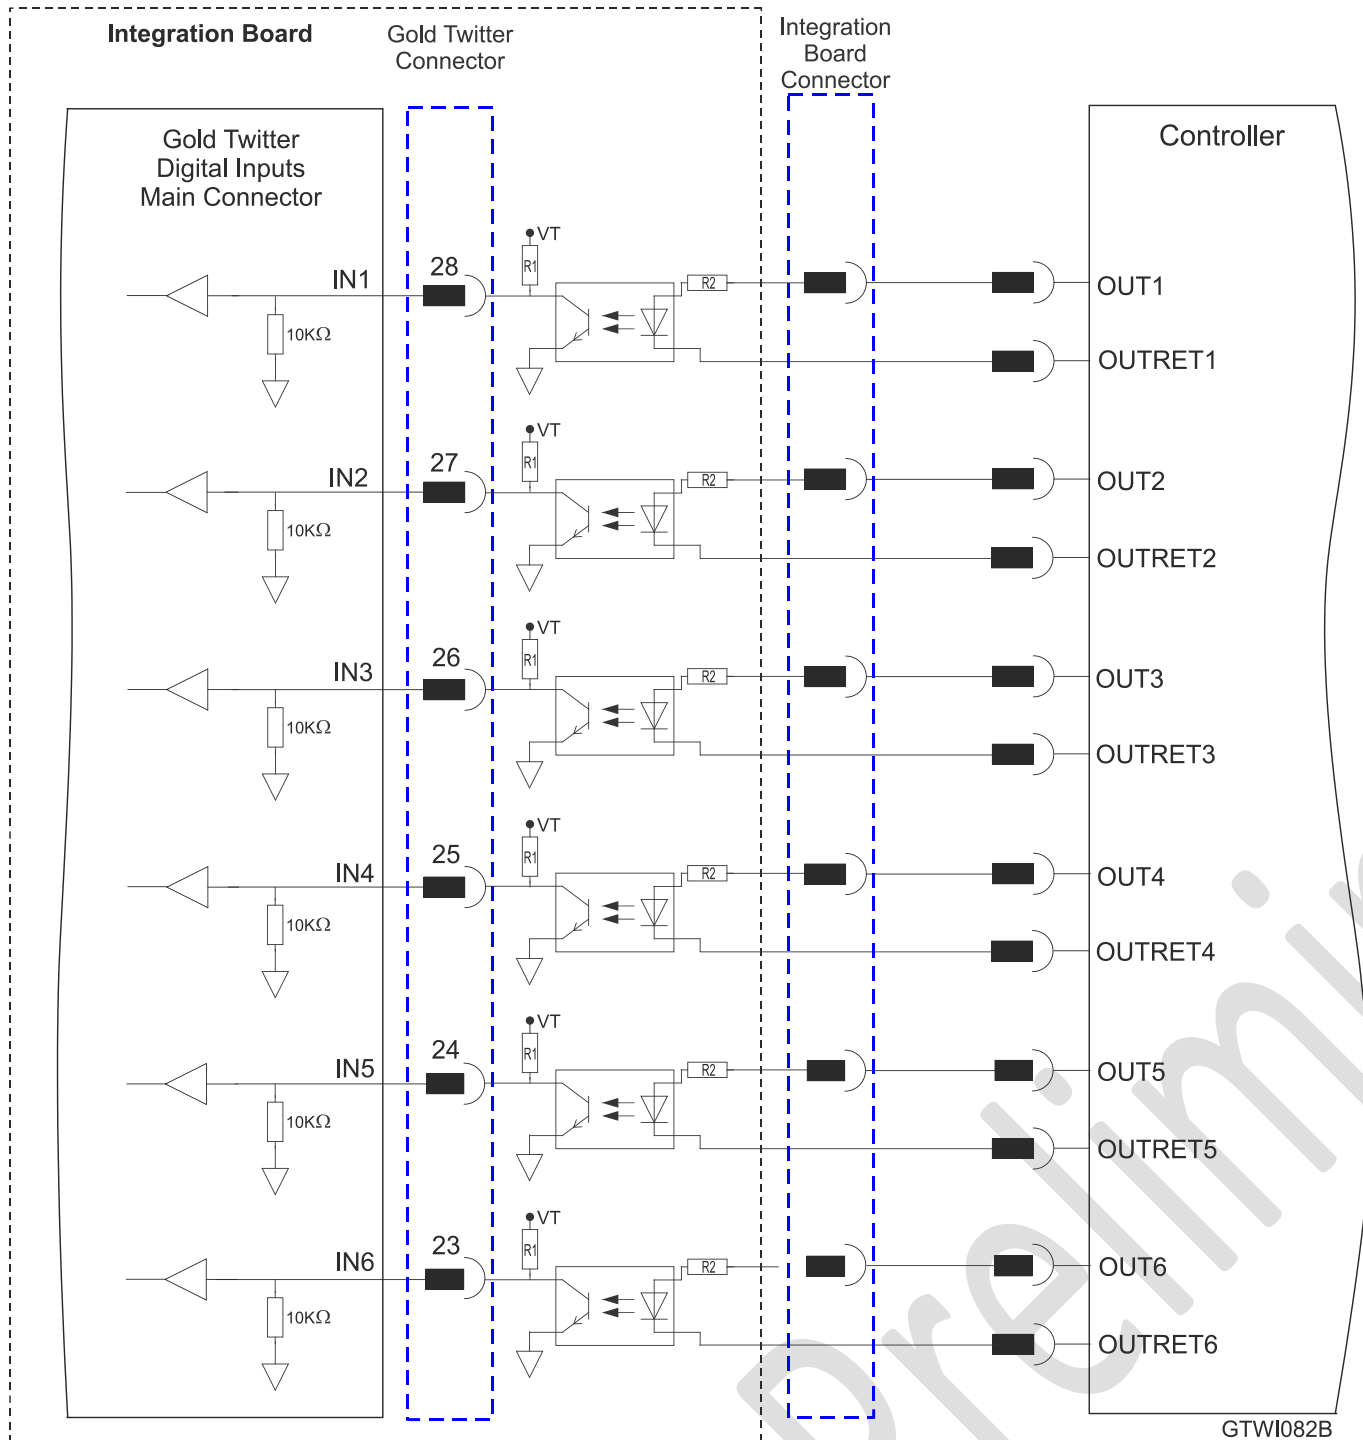 Integration Board
Gold Twitter
Connector
Integration
Board
Connector
Gold Twitter
Digital Inputs
Main Connector
Controller
VT
R1
IN1
28
R2
OUT1
10KΩ
OUTRET1
VT
R1
IN2
27
R2
OUT2
10KΩ
OUTRET2
VT
R1
IN3
26
R2
OUT3
10KΩ
OUTRET3
VT
R1
IN4
25
R2
OUT4
10KΩ
OUTRET4
VT
R1
IN5
24
R2
OUT5
10KΩ
OUTRET5
VT
R1
IN6
23
R2
OUT6
10KΩ
OUTRET6
GTWI082B
Prelimin